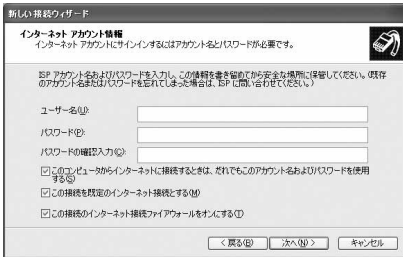 新しい接続ウィザード
インターネット アカウント情報
インターネット アカウントにサインインするにはアカウント名とパスワードが必要です。
ISP アカウント名およびパスワードを入力し、この情報を書き留めてから安全な場所に保管してください。(既存
のアカウント名またはパスワードを忘れてしまった場合は、ISP に問い合わせてください。)
ユーザー名(U):
パスワード(P):
パスワードの確認入力(C):
このコンピュータからインターネットに接続するときは、だれでもこのアカウント名およびパスワードを使用
する(S)
この接続を既定のインターネット接続とする(M)
この接続のインターネット接続ファイアウォールをオンにする(T)
< 戻る(B)
次へ(N) >
キャンセル